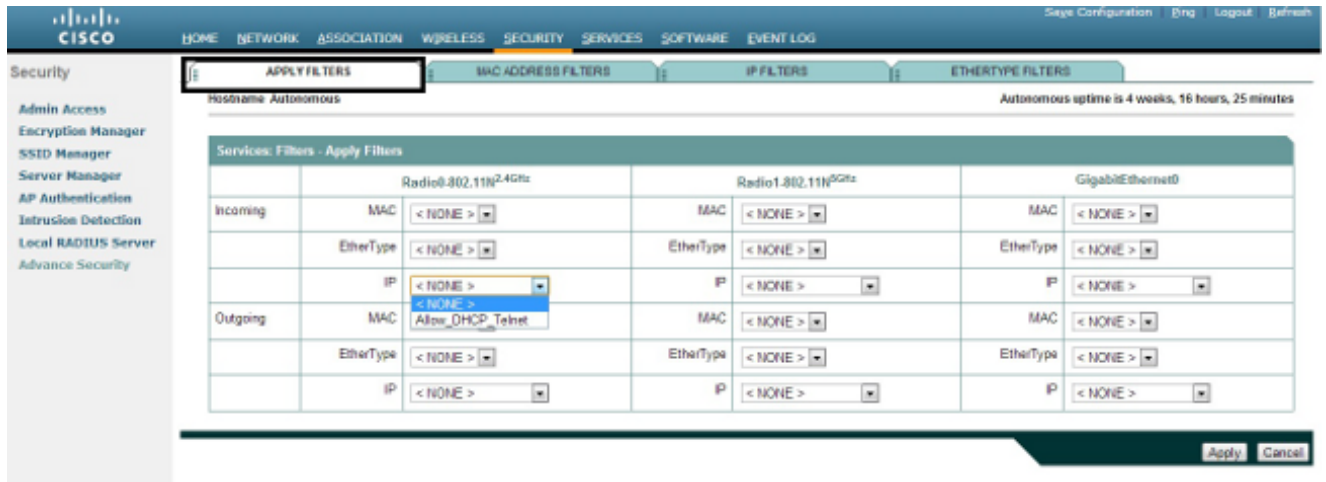 Save Configuration Ping Logout Refresh
CISCO
HOME NETWORK ASSOCIATION WIRELESS SECURITY SERVICES SOFTWARE EVENT LOG
Security
Admin Access
Encryption Manager
SSID Manager
Server Manager
AP Authentication
Intrusion Detection
Local RADIUS Server
Advance Security
APPLY FILTERS MAC ADDRESS FILTERS IP FILTERS ETHERTYPE FILTERS
Hostname Autonomous Autonomous uptime is 4 weeks, 16 hours, 25 minutes
Services: Filters - Apply Filters
Radio0-802.11N2.4GHz Radio1-802.11N5GHz GigabitEthernet0
Incoming MAC < NONE > MAC < NONE > MAC < NONE >
EtherType < NONE > EtherType < NONE > EtherType < NONE >
IP < NONE > IP < NONE > IP < NONE >
< NONE >
Allow_DHCP_Telnet
Outgoing MAC MAC < NONE > MAC < NONE >
EtherType < NONE > EtherType < NONE > EtherType < NONE >
IP < NONE > IP < NONE > IP < NONE >
Apply Cancel